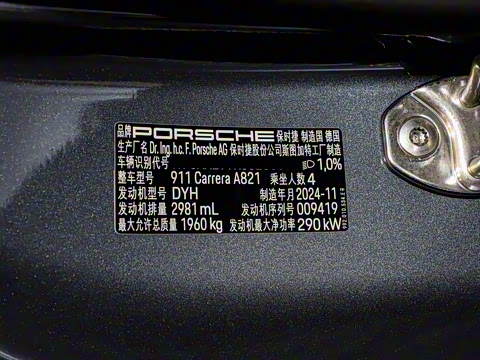 品牌 PORSCHE 保时捷 制造国 德国
生产厂名 Dr. Ing. h.c. F. Porsche AG 保时捷股份公司斯图加特工厂制造
车辆识别代号 1,0%
整车型号 911 Carrera A821 乘坐人数 4
发动机型号 DYH 制造年月 2024-11
发动机排量 2981 mL 发动机序列号 009419
最大允许总质量 1960 kg 发动机最大净功率 290 kW